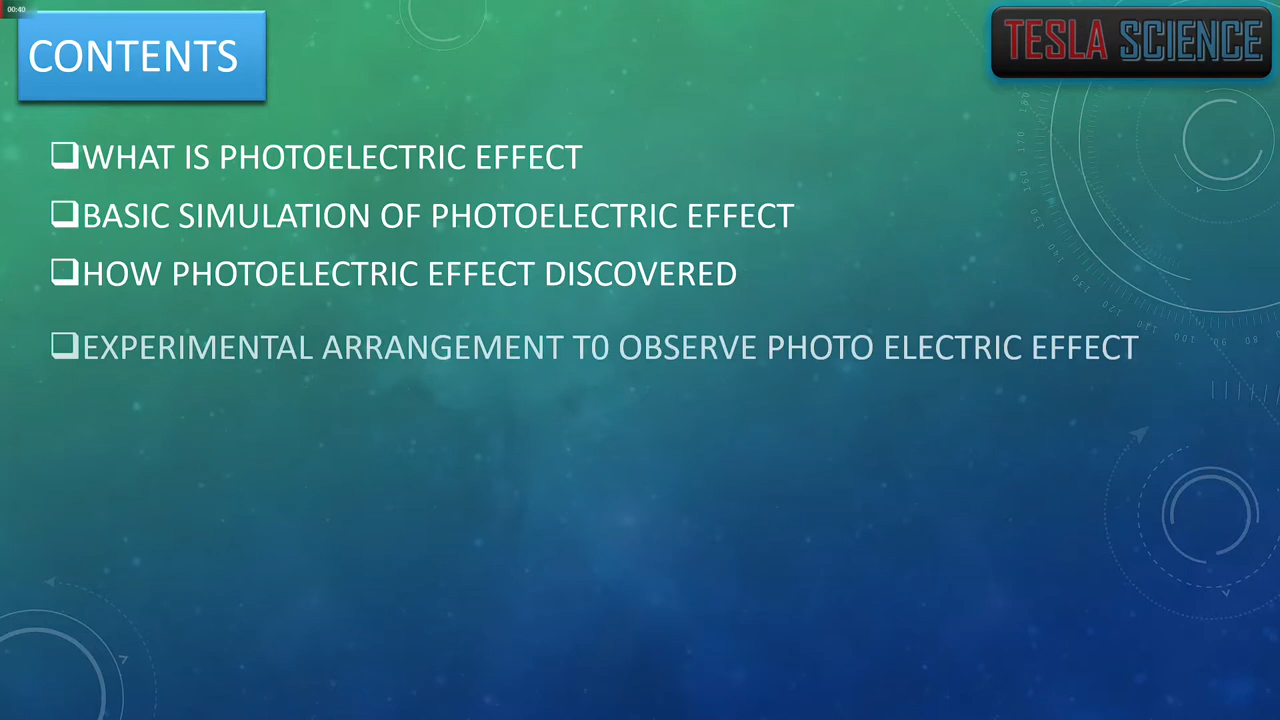 00:40
CONTENTS
TESLA SCIENCE
❑WHAT IS PHOTOELECTRIC EFFECT
❑BASIC SIMULATION OF PHOTOELECTRIC EFFECT
❑HOW PHOTOELECTRIC EFFECT DISCOVERED
❑EXPERIMENTAL ARRANGEMENT T0 OBSERVE PHOTO ELECTRIC EFFECT